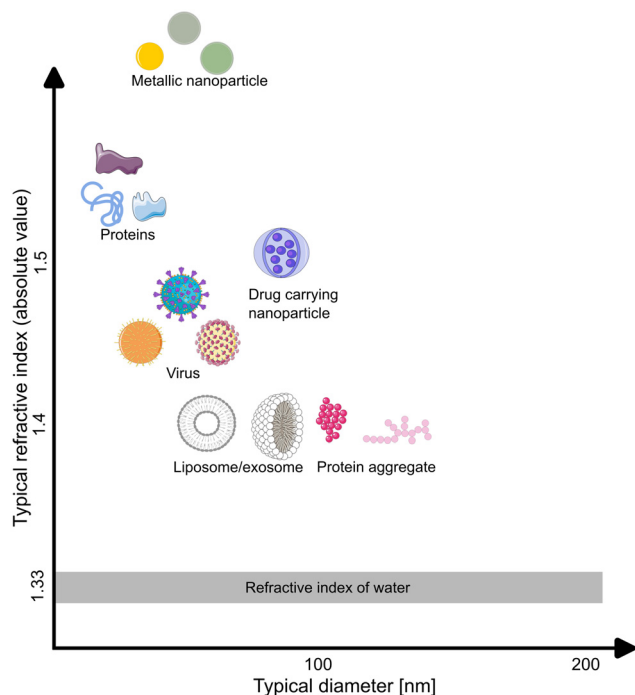 Metallic nanoparticle
Proteins
Drug carrying
nanoparticle
Virus
Liposome/exosome
Protein aggregate
Refractive index of water
Typical refractive index (absolute value)
1.5
1.4
1.33
100
200
Typical diameter [nm]